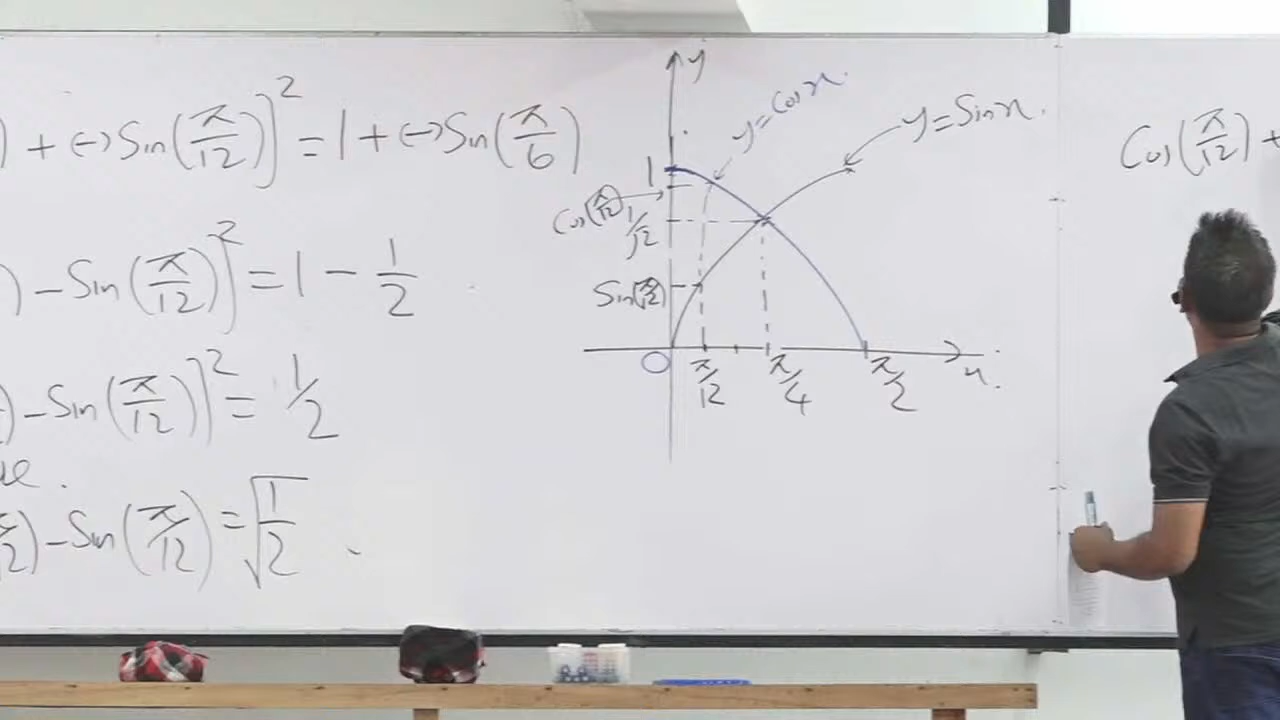 ) + (-) Sin(π/12)]² = 1 + (-) Sin(π/6)
) - Sin(π/12)]² = 1 - 1/2
) - Sin(π/12)]² = 1/2
π/12) - Sin(π/12) = √(1/2)
y
y = Cos x.
y = Sin x.
1
Cos(π/12)
1/√2
Sin(π/12)
O
π/12
π/4
π/2
x.
Cos(π/12) +